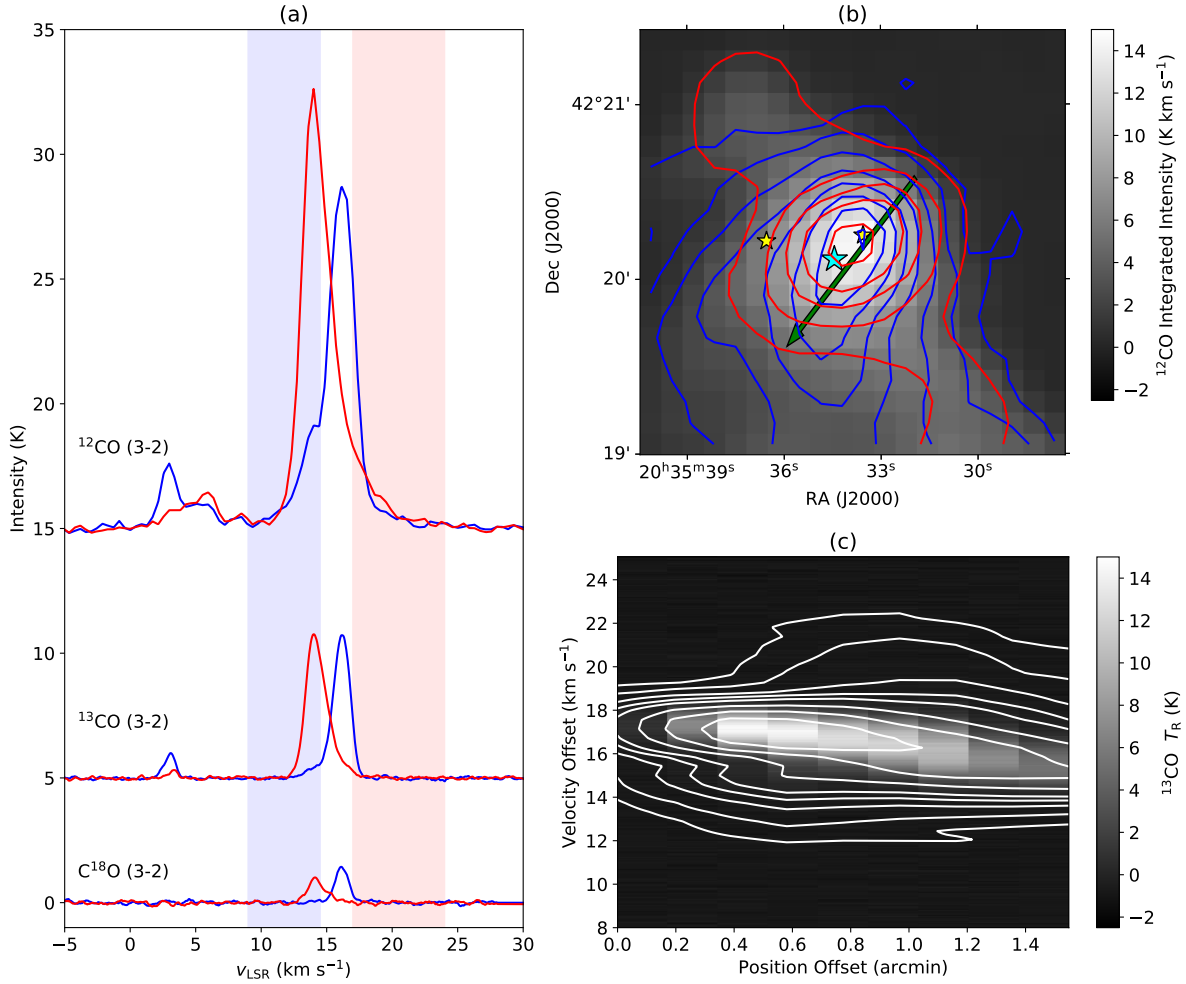 (a)
35
30
25
20
15
10
5
0
Intensity (K)
¹²CO (3-2)
¹³CO (3-2)
C¹⁸O (3-2)
−5 0 5 10 15 20 25 30
v_LSR (km s⁻¹)
(b)
42°21'
20'
19'
Dec (J2000)
20ʰ35ᵐ39ˢ 36ˢ 33ˢ 30ˢ
RA (J2000)
14
12
10
8
6
4
2
0
−2
¹²CO Integrated Intensity (K km s⁻¹)
(c)
24
22
20
18
16
14
12
10
8
Velocity Offset (km s⁻¹)
0.0 0.2 0.4 0.6 0.8 1.0 1.2 1.4
Position Offset (arcmin)
14
12
10
8
6
4
2
0
−2
¹³CO T_R (K)